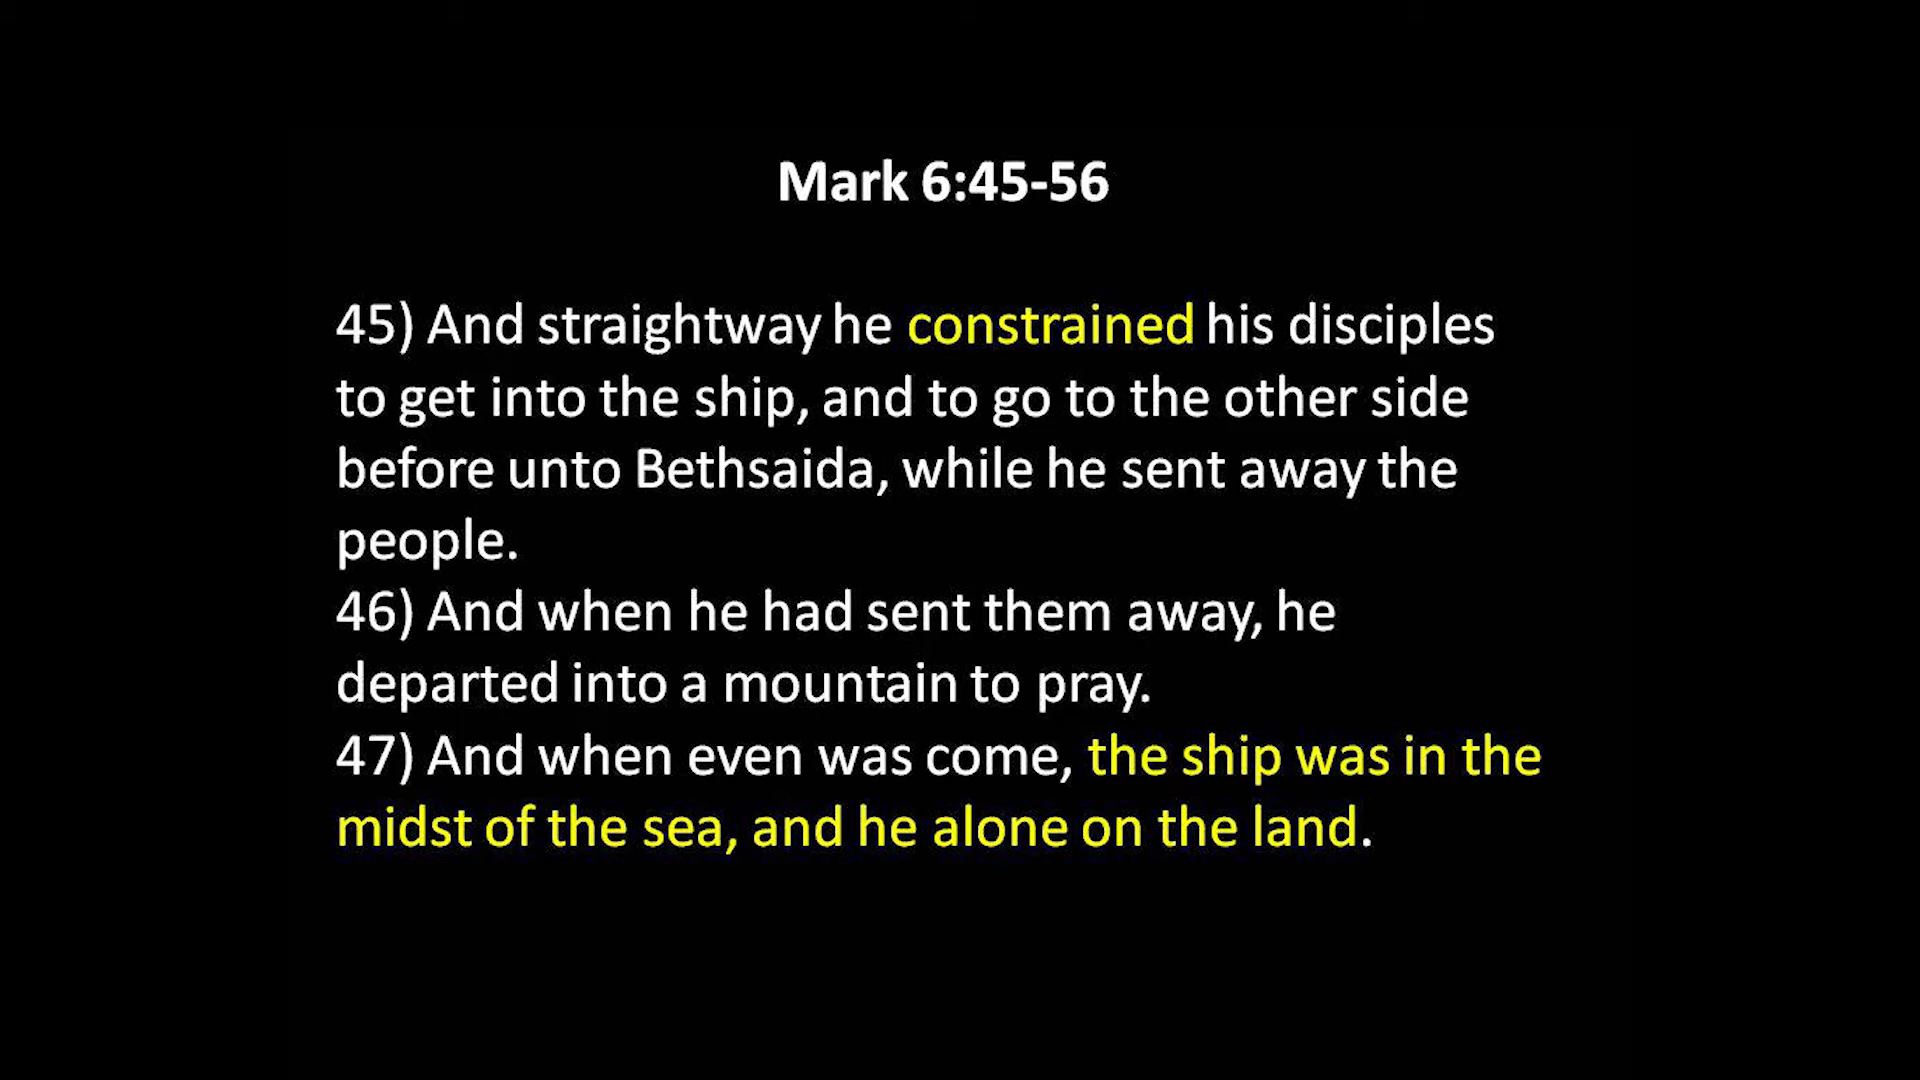 Mark 6:45-56
45) And straightway he constrained his disciples
to get into the ship, and to go to the other side
before unto Bethsaida, while he sent away the
people.
46) And when he had sent them away, he
departed into a mountain to pray.
47) And when even was come, the ship was in the
midst of the sea, and he alone on the land.